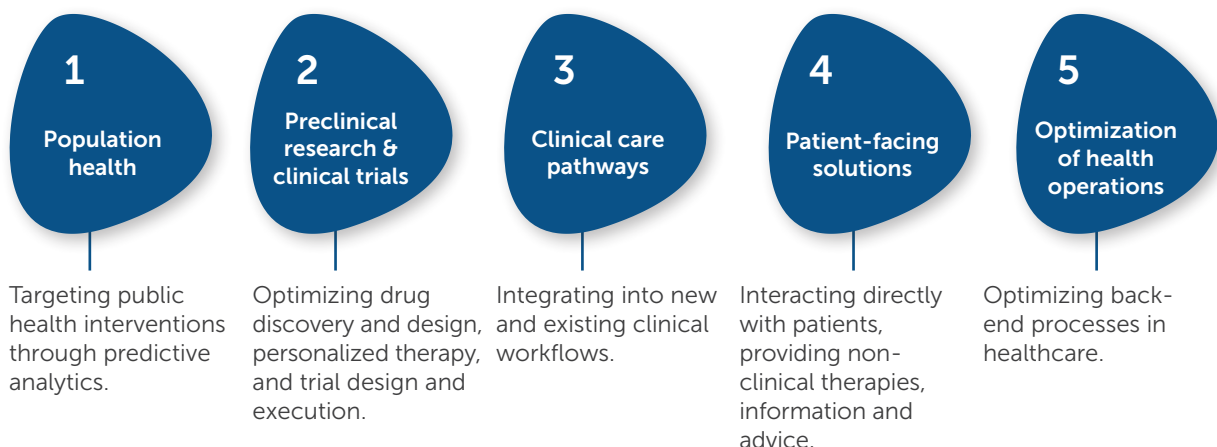 1
Population
health
Targeting public
health interventions
through predictive
analytics.
2
Preclinical
research &
clinical trials
Optimizing drug
discovery and design,
personalized therapy,
and trial design and
execution.
3
Clinical care
pathways
Integrating into new
and existing clinical
workflows.
4
Patient-facing
solutions
Interacting directly
with patients,
providing non-
clinical therapies,
information and
advice.
5
Optimization
of health
operations
Optimizing back-
end processes in
healthcare.